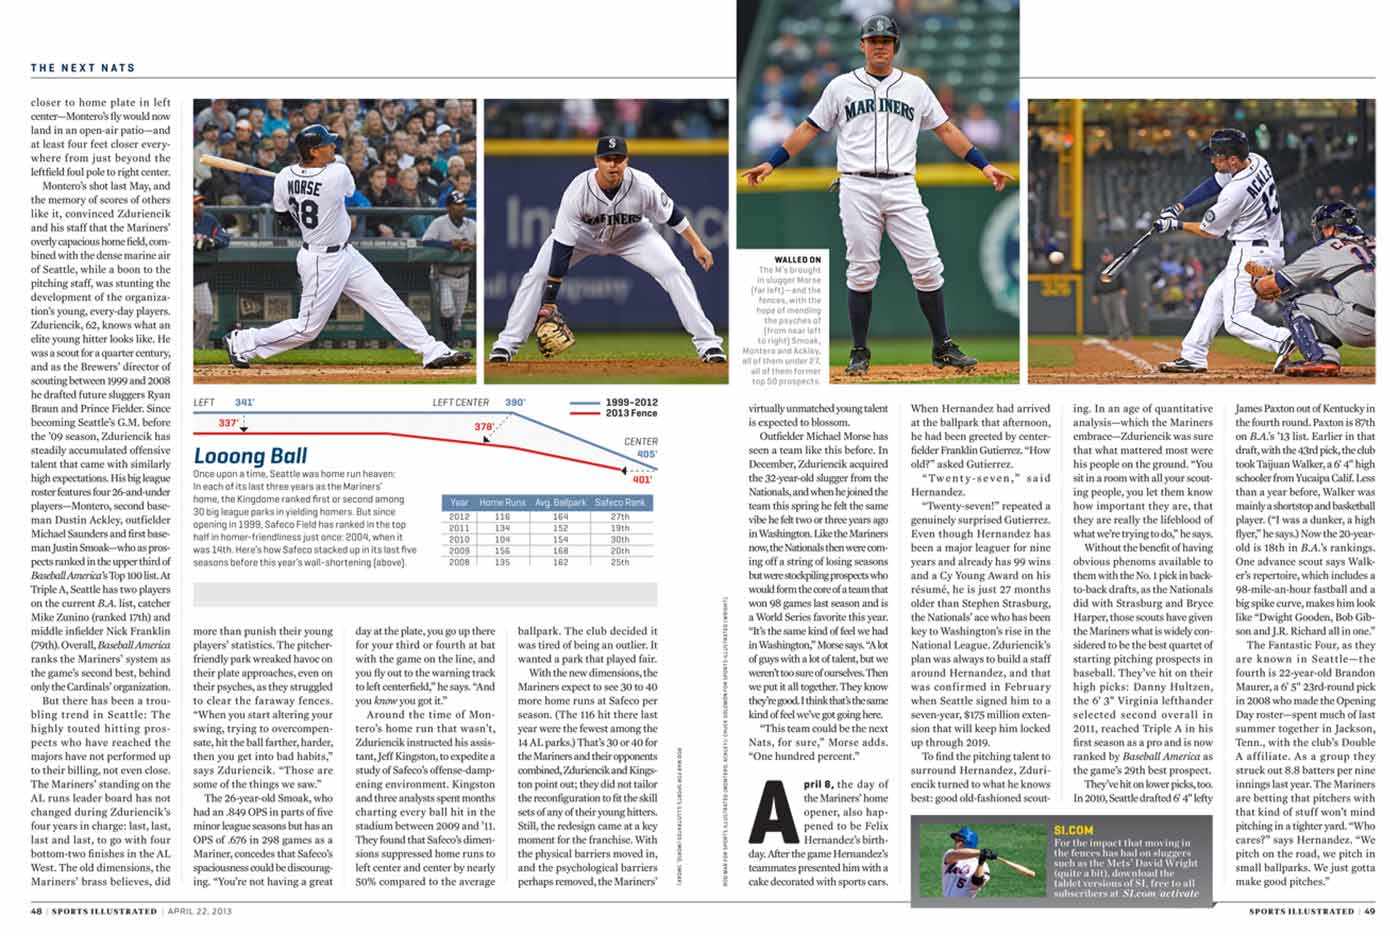 THE NEXT NATS
closer to home plate in left
center—Montero's fly would now
land in an open-air patio—and
at least four feet closer every-
where from just beyond the
leftfield foul pole to right center.
Montero's shot last May, and
the memory of scores of others
like it, convinced Zduriencik
and his staff that the Mariners'
overly capacious home field, com-
bined with the dense marine air
of Seattle, while a boon to the
pitching staff, was stunting the
development of the organiza-
tion's young, every-day players.
Zduriencik, 62, knows what an
elite young hitter looks like. He
was a scout for a quarter century,
and as the Brewers' director of
scouting between 1999 and 2008
he drafted future sluggers Ryan
Braun and Prince Fielder. Since
becoming Seattle's G.M. before
the '09 season, Zduriencik has
steadily accumulated offensive
talent that came with similarly
high expectations. His big league
roster features four 26-and-under
players—Montero, second base-
man Dustin Ackley, outfielder
Michael Saunders and first base-
man Justin Smoak—who as pros-
pects ranked in the upper third of
Baseball America's Top 100 list. At
Triple A, Seattle has two players
on the current B.A. list, catcher
Mike Zunino (ranked 17th) and
middle infielder Nick Franklin
(79th). Overall, Baseball America
ranks the Mariners' system as
the game's second best, behind
only the Cardinals' organization.
But there has been a trou-
bling trend in Seattle: The
highly touted hitting pros-
pects who have reached the
majors have not performed up
to their billing, not even close.
The Mariners' standing on the
AL runs leader board has not
changed during Zduriencik's
four years in charge: last, last,
last and last, to go with four
bottom-two finishes in the AL
West. The old dimensions, the
Mariners' brass believes, did
MORSE
38
S
MARINERS
MARINERS
ACKLEY
13
326
WALLED ON
The M's brought
in slugger Morse
(far left)—and the
fences, with the
hope of mending
the psyches of
(from near left
to right) Smoak,
Montero and Ackley,
all of them under 27,
all of them former
top 50 prospects.
LEFT 341' LEFT CENTER 390' 1999–2012
2013 Fence
337' 378'
CENTER
405'
401'
Looong Ball
Once upon a time, Seattle was home run heaven:
In each of its last three years as the Mariners'
home, the Kingdome ranked first or second among
30 big league parks in yielding homers. But since
opening in 1999, Safeco Field has ranked in the top
half in homer-friendliness just once: 2004, when it
was 14th. Here's how Safeco stacked up in its last five
seasons before this year's wall-shortening (above).
Year Home Runs Avg. Ballpark Safeco Rank
2012 116 164 27th
2011 134 152 19th
2010 104 154 30th
2009 156 168 20th
2008 135 162 25th
more than punish their young
players' statistics. The pitcher-
friendly park wreaked havoc on
their plate approaches, even on
their psyches, as they struggled
to clear the faraway fences.
"When you start altering your
swing, trying to overcompen-
sate, hit the ball farther, harder,
then you get into bad habits,"
says Zduriencik. "Those are
some of the things we saw."
The 26-year-old Smoak, who
had an .849 OPS in parts of five
minor league seasons but has an
OPS of .676 in 298 games as a
Mariner, concedes that Safeco's
spaciousness could be discourag-
ing. "You're not having a great
day at the plate, you go up there
for your third or fourth at bat
with the game on the line, and
you fly out to the warning track
to left centerfield," he says. "And
you know you got it."
Around the time of Mon-
tero's home run that wasn't,
Zduriencik instructed his assis-
tant, Jeff Kingston, to expedite a
study of Safeco's offense-damp-
ening environment. Kingston
and three analysts spent months
charting every ball hit in the
stadium between 2009 and '11.
They found that Safeco's dimen-
sions suppressed home runs to
left center and center by nearly
50% compared to the average
ballpark. The club decided it
was tired of being an outlier. It
wanted a park that played fair.
With the new dimensions, the
Mariners expect to see 30 to 40
more home runs at Safeco per
season. (The 116 hit there last
year were the fewest among the
14 AL parks.) That's 30 or 40 for
the Mariners and their opponents
combined, Zduriencik and Kings-
ton point out; they did not tailor
the reconfiguration to fit the skill
sets of any of their young hitters.
Still, the redesign came at a key
moment for the franchise. With
the physical barriers moved in,
and the psychological barriers
perhaps removed, the Mariners'
virtually unmatched young talent
is expected to blossom.
Outfielder Michael Morse has
seen a team like this before. In
December, Zduriencik acquired
the 32-year-old slugger from the
Nationals, and when he joined the
team this spring he felt the same
vibe he felt two or three years ago
in Washington. Like the Mariners
now, the Nationals then were com-
ing off a string of losing seasons
but were stockpiling prospects who
would form the core of a team that
won 98 games last season and is
a World Series favorite this year.
"It's the same kind of feel we had
in Washington," Morse says. "A lot
of guys with a lot of talent, but we
weren't too sure of ourselves. Then
we put it all together. They know
they're good. I think that's the same
kind of feel we've got going here.
"This team could be the next
Nats, for sure," Morse adds.
"One hundred percent."
April 8, the day of
the Mariners' home
opener, also hap-
pened to be Felix
Hernandez's birth-
day. After the game Hernandez's
teammates presented him with a
cake decorated with sports cars.
When Hernandez had arrived
at the ballpark that afternoon,
he had been greeted by center-
fielder Franklin Gutierrez. "How
old?" asked Gutierrez.
"Twenty-seven," said
Hernandez.
"Twenty-seven!" repeated a
genuinely surprised Gutierrez.
Even though Hernandez has
been a major leaguer for nine
years and already has 99 wins
and a Cy Young Award on his
résumé, he is just 27 months
older than Stephen Strasburg,
the Nationals' ace who has been
key to Washington's rise in the
National League. Zduriencik's
plan was always to build a staff
around Hernandez, and that
was confirmed in February
when Seattle signed him to a
seven-year, $175 million exten-
sion that will keep him locked
up through 2019.
To find the pitching talent to
surround Hernandez, Zduri-
encik turned to what he knows
best: good old-fashioned scout-
ing. In an age of quantitative
analysis—which the Mariners
embrace—Zduriencik was sure
that what mattered most were
his people on the ground. "You
sit in a room with all your scout-
ing people, you let them know
how important they are, that
they are really the lifeblood of
what we're trying to do," he says.
Without the benefit of having
obvious phenoms available to
them with the No. 1 pick in back-
to-back drafts, as the Nationals
did with Strasburg and Bryce
Harper, those scouts have given
the Mariners what is widely con-
sidered to be the best quartet of
starting pitching prospects in
baseball. They've hit on their
high picks: Danny Hultzen,
the 6' 3" Virginia lefthander
selected second overall in
2011, reached Triple A in his
first season as a pro and is now
ranked by Baseball America as
the game's 29th best prospect.
They've hit on lower picks, too.
In 2010, Seattle drafted 6' 4" lefty
James Paxton out of Kentucky in
the fourth round. Paxton is 87th
on B.A.'s '13 list. Earlier in that
draft, with the 43rd pick, the club
took Taijuan Walker, a 6' 4" high
schooler from Yucaipa Calif. Less
than a year before, Walker was
mainly a shortstop and basketball
player. ("I was a dunker, a high
flyer," he says.) Now the 20-year-
old is 18th in B.A.'s rankings.
One advance scout says Walk-
er's repertoire, which includes a
98-mile-an-hour fastball and a
big spike curve, makes him look
like "Dwight Gooden, Bob Gib-
son and J.R. Richard all in one."
The Fantastic Four, as they
are known in Seattle—the
fourth is 22-year-old Brandon
Maurer, a 6' 5" 23rd-round pick
in 2008 who made the Opening
Day roster—spent much of last
summer together in Jackson,
Tenn., with the club's Double
A affiliate. As a group they
struck out 8.8 batters per nine
innings last year. The Mariners
are betting that pitchers with
that kind of stuff won't mind
pitching in a tighter yard. "Who
cares?" says Hernandez. "We
pitch on the road, we pitch in
small ballparks. We just gotta
make good pitches."
SI.COM
For the impact that moving in
the fences has had on sluggers
such as the Mets' David Wright
(quite a bit), download the
tablet versions of SI, free to all
subscribers at SI.com/activate
48 | SPORTS ILLUSTRATED | APRIL 22, 2013
SPORTS ILLUSTRATED | 49